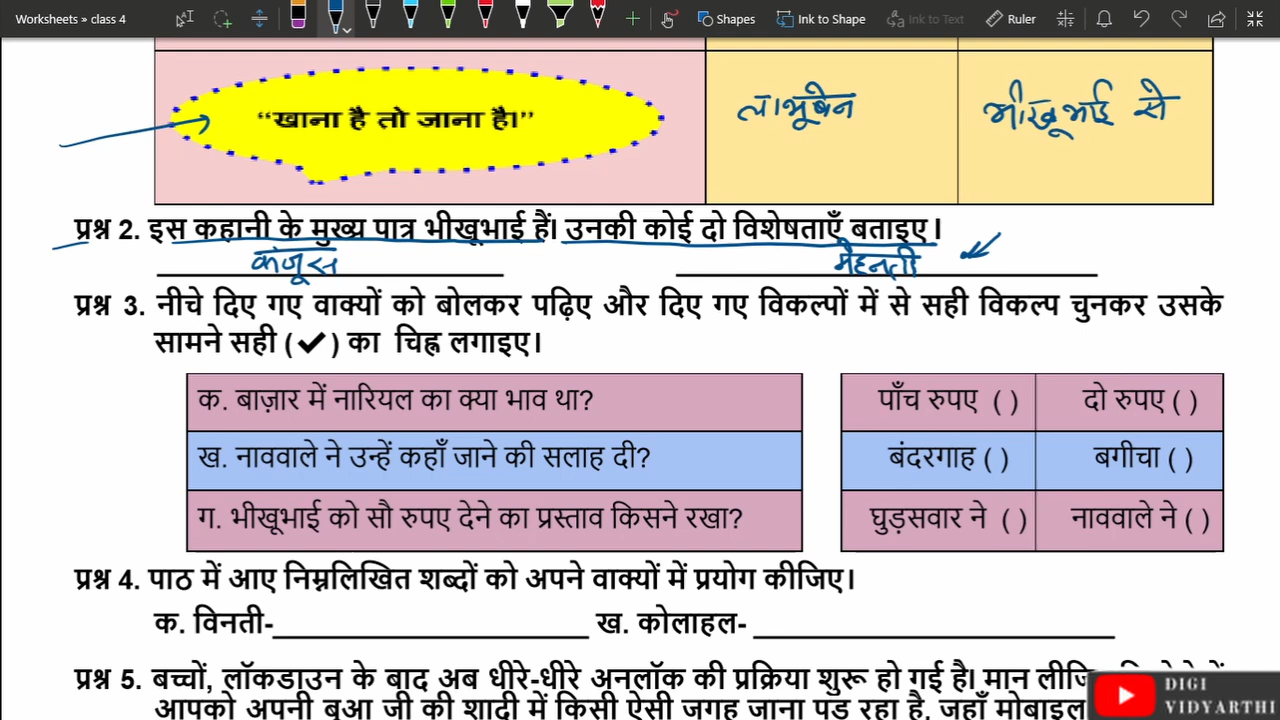 Worksheets » class 4
Shapes
Ink to Shape
Ink to Text
Ruler
“खाना है तो जाना है।”
लाभूबेन
भीखूभाई से
प्रश्न 2. इस कहानी के मुख्य पात्र भीखूभाई हैं। उनकी कोई दो विशेषताएँ बताइए।
कंजूस
मेहनती
प्रश्न 3. नीचे दिए गए वाक्यों को बोलकर पढ़िए और दिए गए विकल्पों में से सही विकल्प चुनकर उसके
सामने सही (✓) का चिह्न लगाइए।
क. बाज़ार में नारियल का क्या भाव था? पाँच रुपए ( ) दो रुपए ( )
ख. नाववाले ने उन्हें कहाँ जाने की सलाह दी? बंदरगाह ( ) बगीचा ( )
ग. भीखूभाई को सौ रुपए देने का प्रस्ताव किसने रखा? घुड़सवार ने ( ) नाववाले ने ( )
प्रश्न 4. पाठ में आए निम्नलिखित शब्दों को अपने वाक्यों में प्रयोग कीजिए।
क. विनती-____________________ ख. कोलाहल- ____________________
प्रश्न 5. बच्चों, लॉकडाउन के बाद अब धीरे-धीरे अनलॉक की प्रक्रिया शुरू हो गई है। मान
आपको अपनी बुआ जी की शादी में किसी ऐसी जगह जाना पड़ रहा है, जहाँ मोबाइल
DIGI
VIDYARTHI